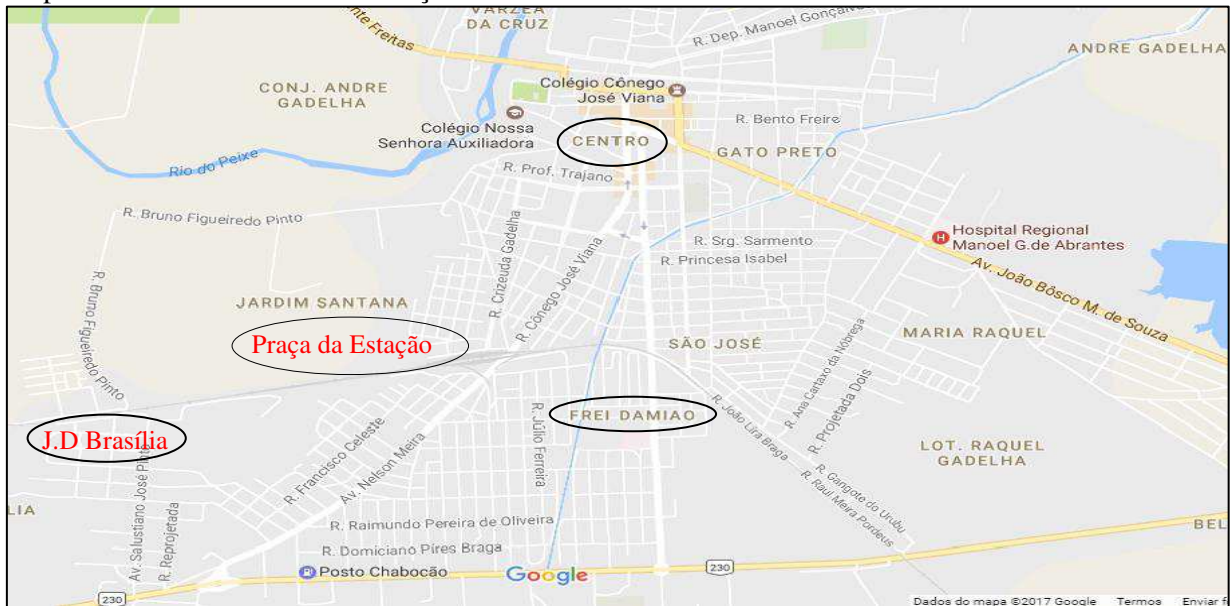 VARZEA
DA CRUZ
nte Freitas
R. Dep. Manoel Gonçalv
ANDRE GADELHA
CONJ. ANDRE
GADELHA
Colégio Cônego
José Viana
Colégio Nossa
Senhora Auxiliadora
R. Bento Freire
CENTRO
GATO PRETO
Rio do Peixe
R. Prof. Trajano
R. Bruno Figueiredo Pinto
H
Hospital Regional
Manoel G.de Abrantes
R. Srg. Sarmento
R. Princesa Isabel
R. Crizeuda Gadelha
R. Cônego José Viana
Av. João Bôsco M. de Souza
R. Bruno Figueiredo Pinto
JARDIM SANTANA
Praça da Estação
SÃO JOSÉ
MARIA RAQUEL
R. Ana Cartaxo da Nóbrega
R. Projetada Dois
FREI DAMIAO
R. João Lira Braga
J.D Brasília
R. Francisco Celeste
Av. Nelson Meira
R. Júlio Ferreira
LOT. RAQUEL
GADELHA
R. Gangote do Urubu
R. Raul Meira Pordeus
LIA
Av. Salustiano José Pinto
R. Reprojetada
R. Raimundo Pereira de Oliveira
BEL
R. Domiciano Píres Braga
Posto Chabocão
Google
230
230
Dados do mapa ©2017 Google Termos Enviar f